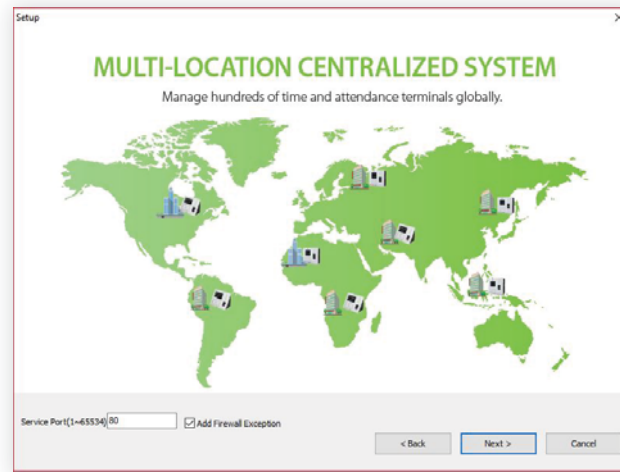 Setup
MULTI-LOCATION CENTRALIZED SYSTEM
Manage hundreds of time and attendance terminals globally.
Service Port(1~65534) 80 Add Firewall Exception
< Back Next > Cancel